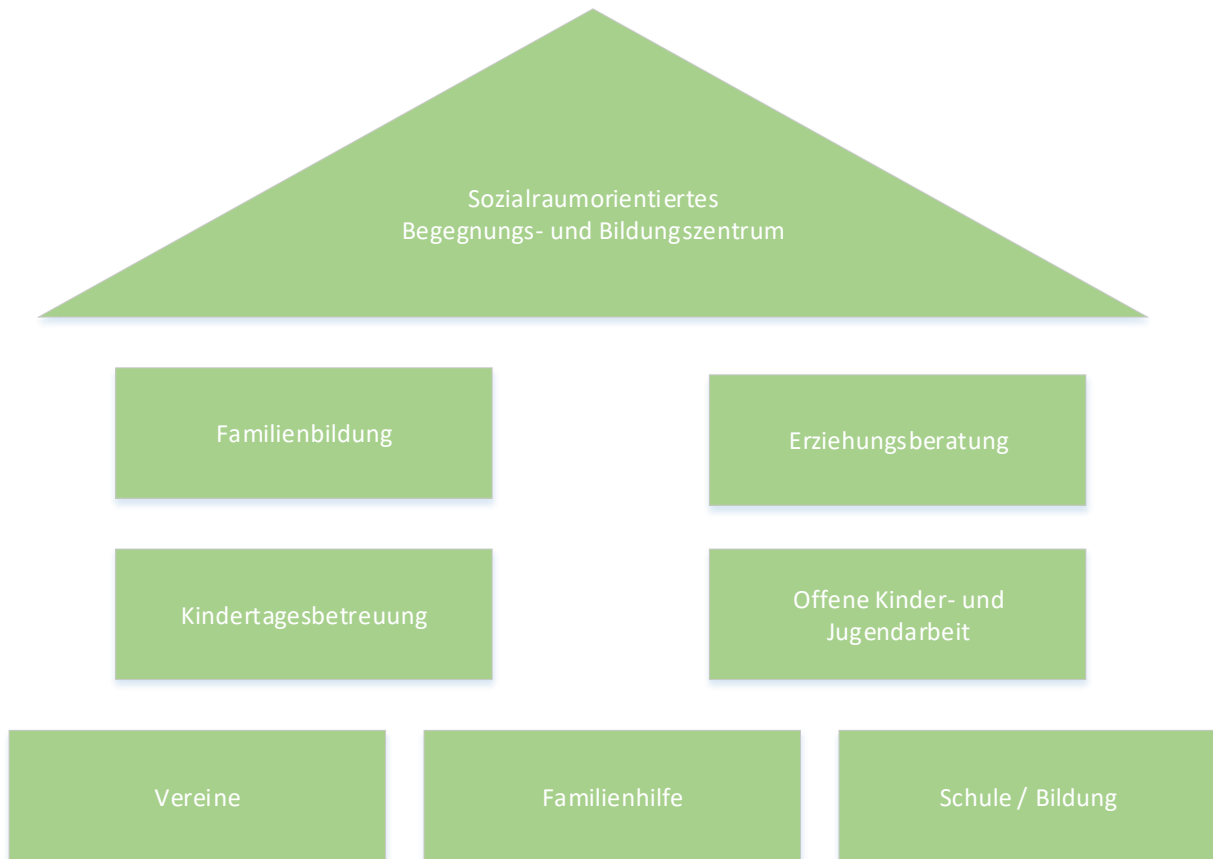 Sozialraumorientiertes
Begegnungs- und Bildungszentrum
Familienbildung
Erziehungsberatung
Kindertagesbetreuung
Offene Kinder- und
Jugendarbeit
Vereine
Familienhilfe
Schule / Bildung